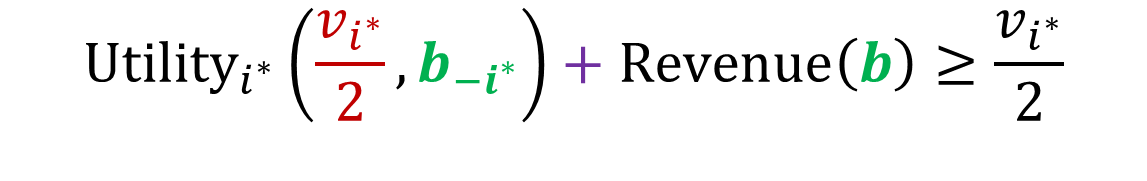 Utility_{i*}(v_{i*}/2, b_{-i*}) + Revenue(b) ≥ v_{i*}/2